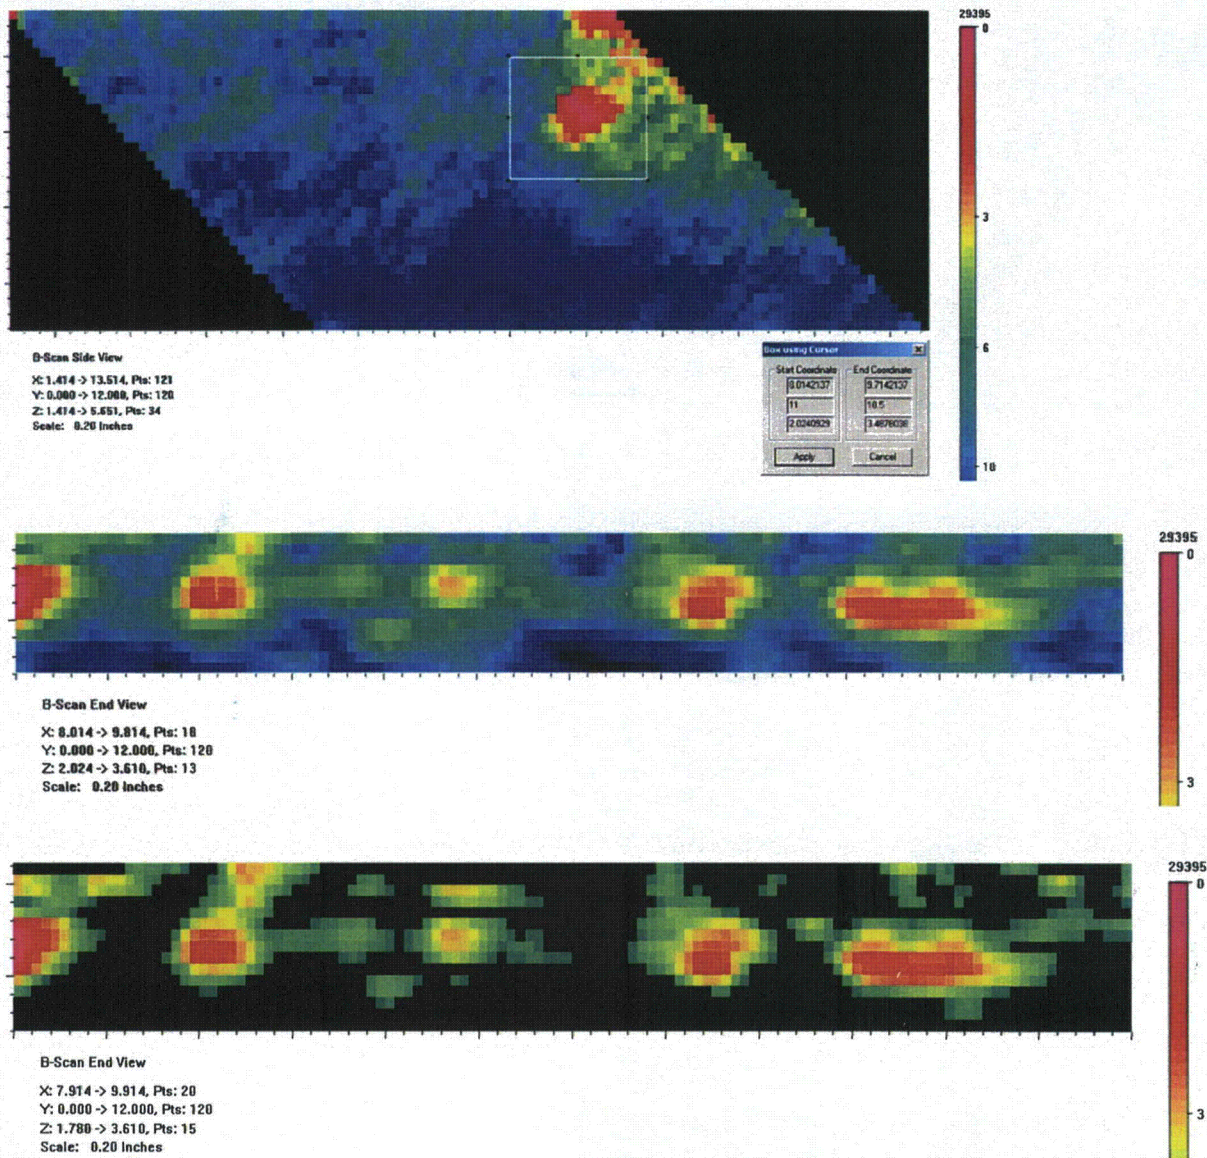 29395
0
3
6
10
B-Scan Side View
X: 1.414 -> 13.514, Pts: 121
Y: 0.000 -> 12.000, Pts: 120
Z: 1.414 -> 5.651, Pts: 34
Scale: 0.20 Inches
Box using Cursor
Start Coordinate End Coordinate
8.0142137 9.7142137
11 10.5
2.0240929 3.4878038
Apply Cancel
29395
0
3
B-Scan End View
X: 8.014 -> 9.814, Pts: 18
Y: 0.000 -> 12.000, Pts: 120
Z: 2.024 -> 3.610, Pts: 13
Scale: 0.20 Inches
29395
0
3
B-Scan End View
X: 7.914 -> 9.914, Pts: 20
Y: 0.000 -> 12.000, Pts: 120
Z: 1.780 -> 3.610, Pts: 15
Scale: 0.20 Inches